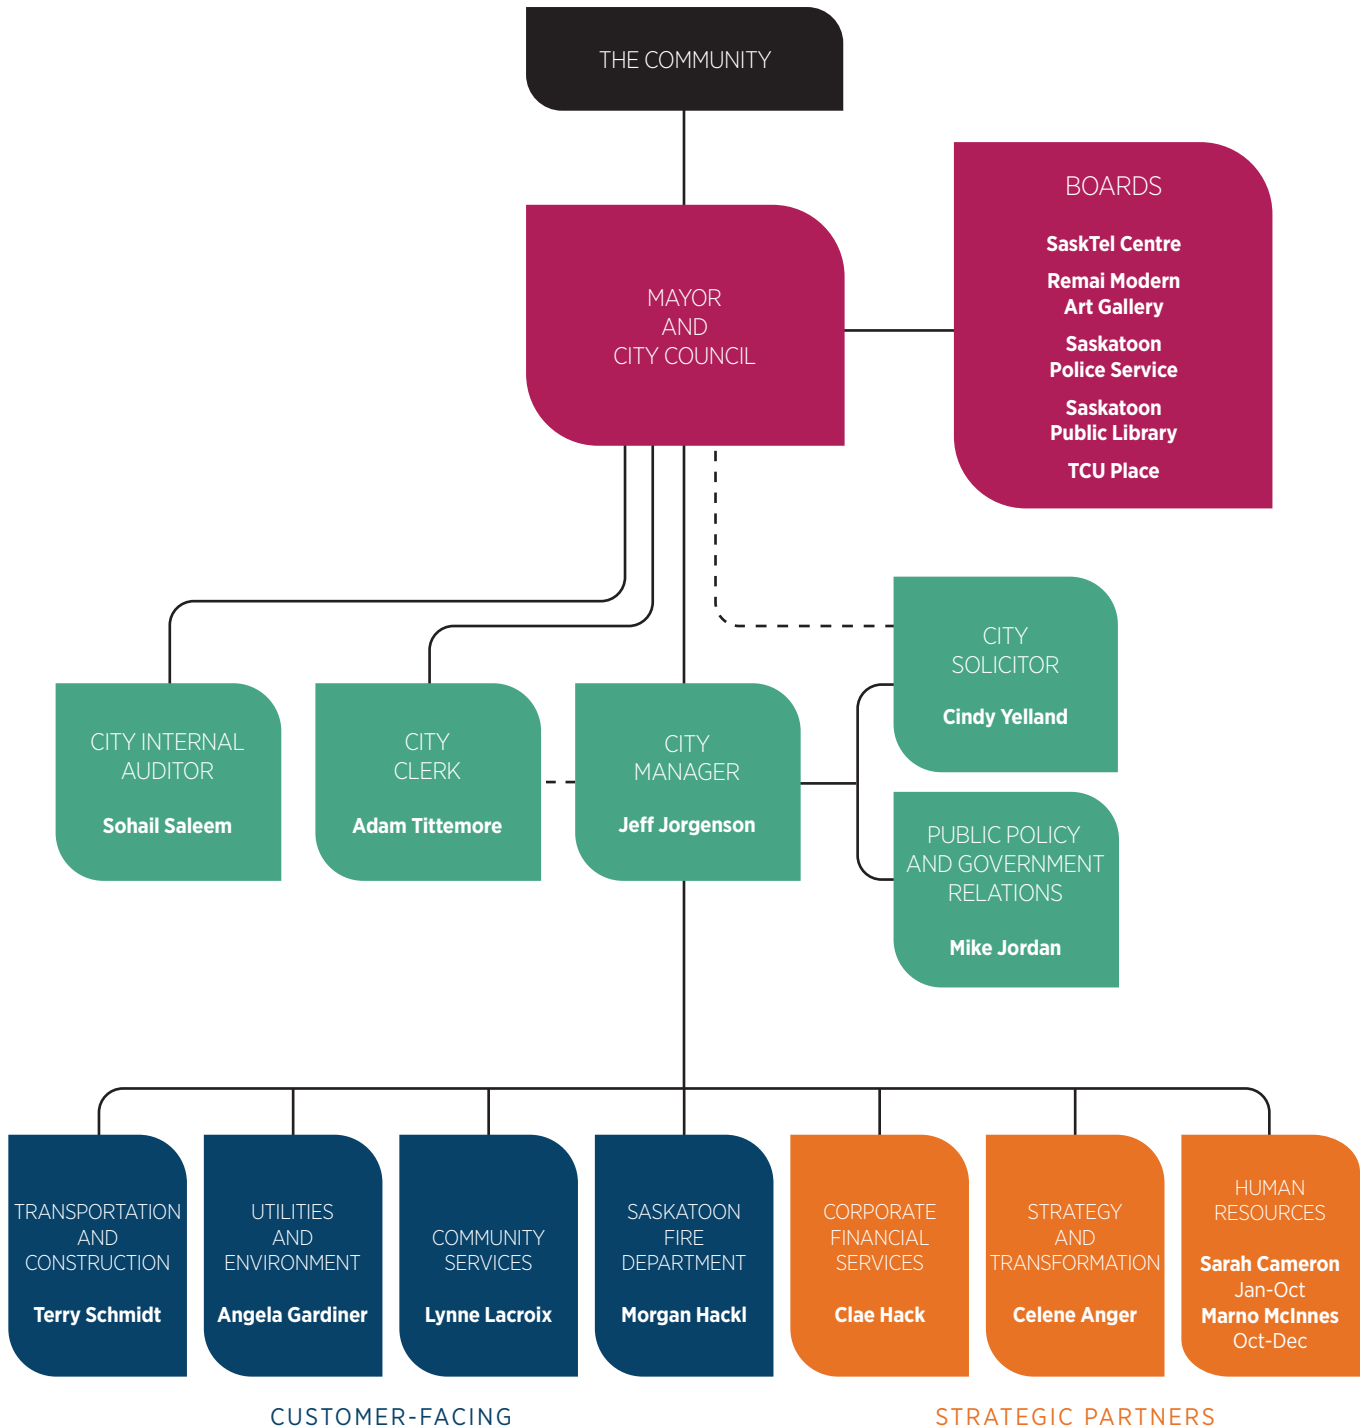 THE COMMUNITY
MAYOR
AND
CITY COUNCIL
BOARDS
SaskTel Centre
Remai Modern
Art Gallery
Saskatoon
Police Service
Saskatoon
Public Library
TCU Place
CITY
SOLICITOR
Cindy Yelland
CITY INTERNAL
AUDITOR
Sohail Saleem
CITY
CLERK
Adam Tittemore
CITY
MANAGER
Jeff Jorgenson
PUBLIC POLICY
AND GOVERNMENT
RELATIONS
Mike Jordan
TRANSPORTATION
AND
CONSTRUCTION
Terry Schmidt
UTILITIES
AND
ENVIRONMENT
Angela Gardiner
COMMUNITY
SERVICES
Lynne Lacroix
SASKATOON
FIRE
DEPARTMENT
Morgan Hackl
CORPORATE
FINANCIAL
SERVICES
Clae Hack
STRATEGY
AND
TRANSFORMATION
Celene Anger
HUMAN
RESOURCES
Sarah Cameron
Jan-Oct
Marno McInnes
Oct-Dec
CUSTOMER-FACING
STRATEGIC PARTNERS